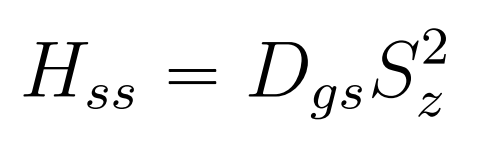 $H_{ss} = D_{gs} S_z^2$